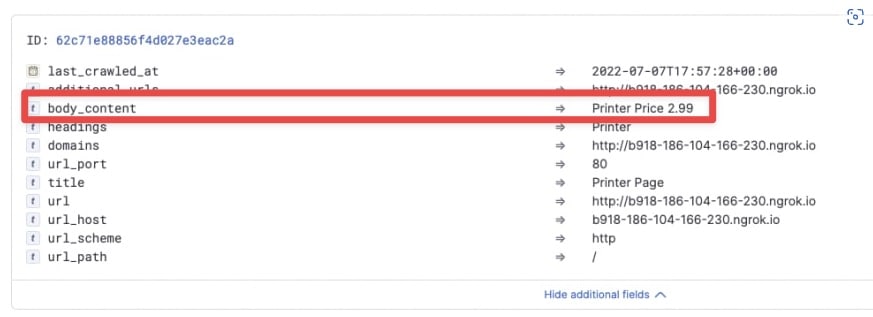 ID: 62c71e88856f4d027e3eac2a
last_crawled_at ⇒ 2022-07-07T17:57:28+00:00
additional_urls ⇒ http://b918-186-104-166-230.ngrok.io
t body_content ⇒ Printer Price 2.99
t headings ⇒ Printer
t domains ⇒ http://b918-186-104-166-230.ngrok.io
t url_port ⇒ 80
t title ⇒ Printer Page
t url ⇒ http://b918-186-104-166-230.ngrok.io
t url_host ⇒ b918-186-104-166-230.ngrok.io
t url_scheme ⇒ http
t url_path ⇒ /
Hide additional fields